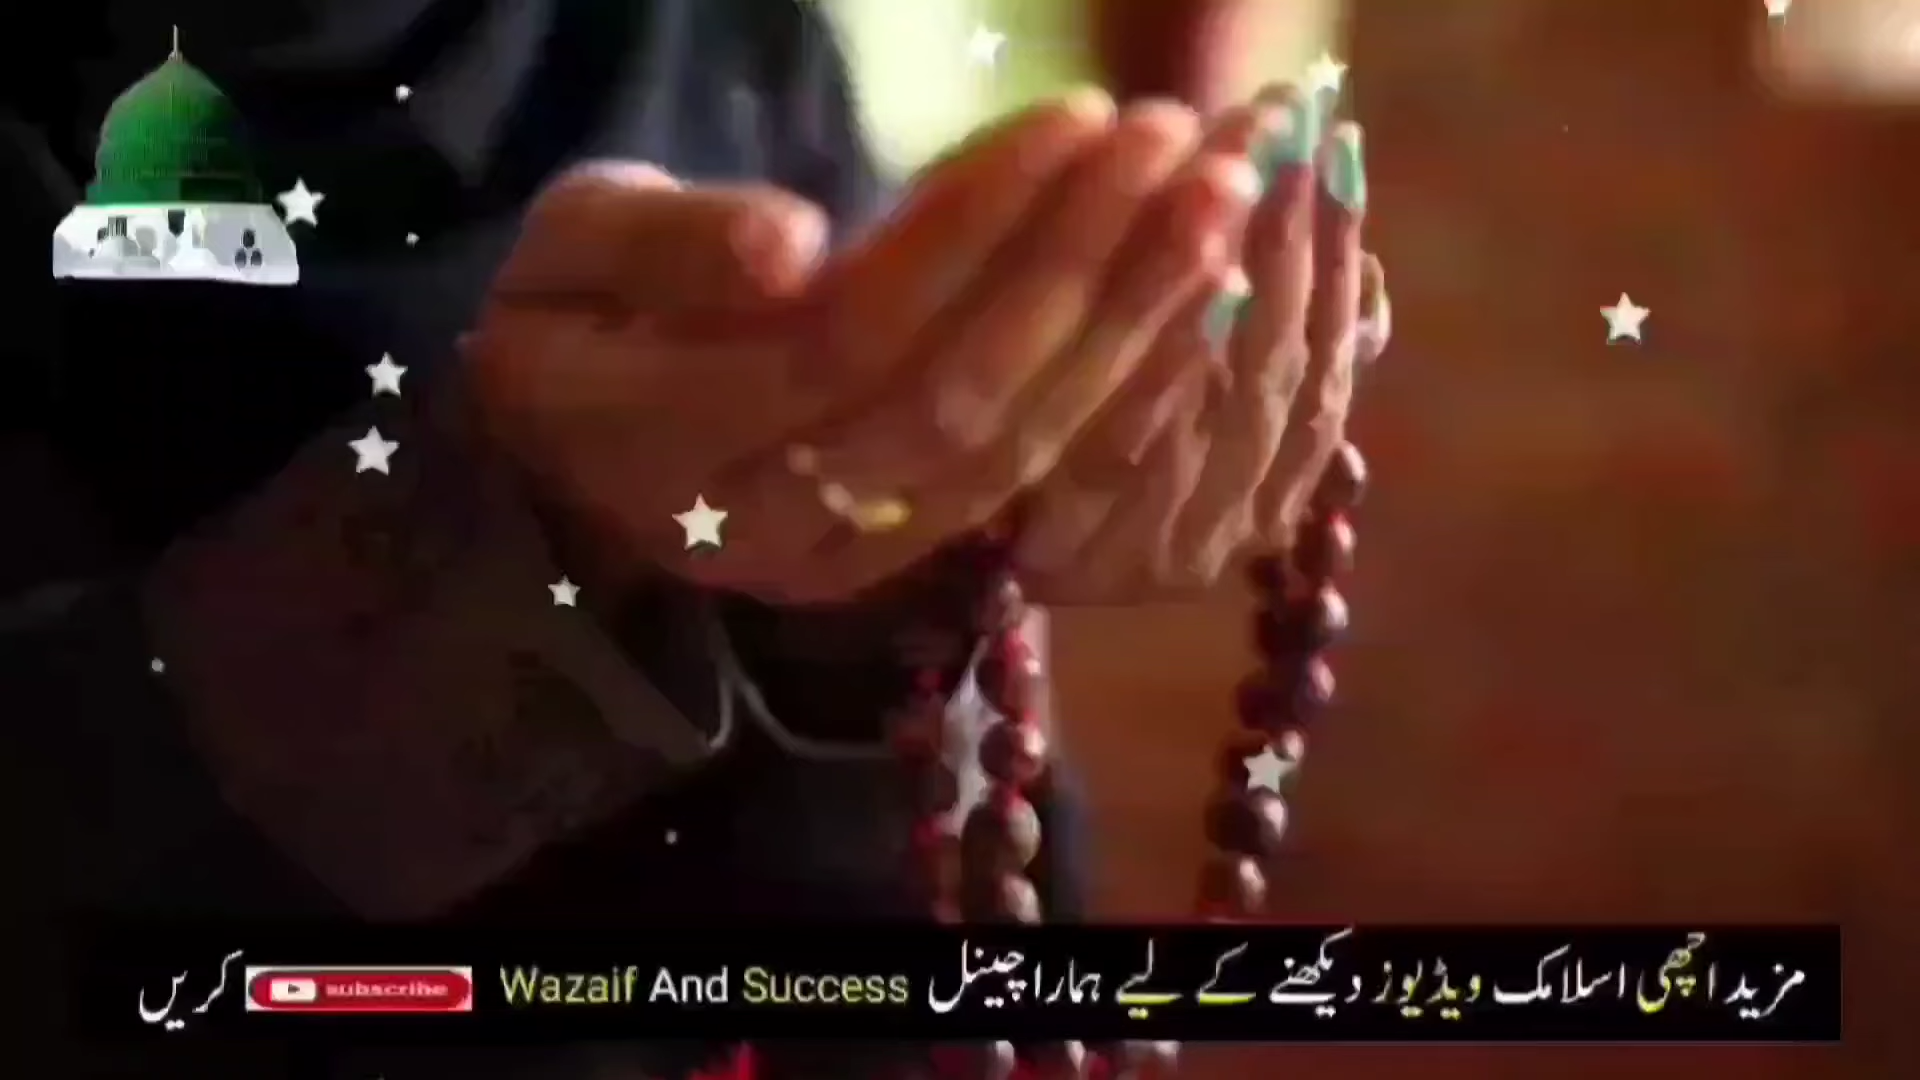 مزید اچھی اسلامک ویڈیوز دیکھنے کے لیے ہمارا چینل Wazaif And Success subscribe کریں